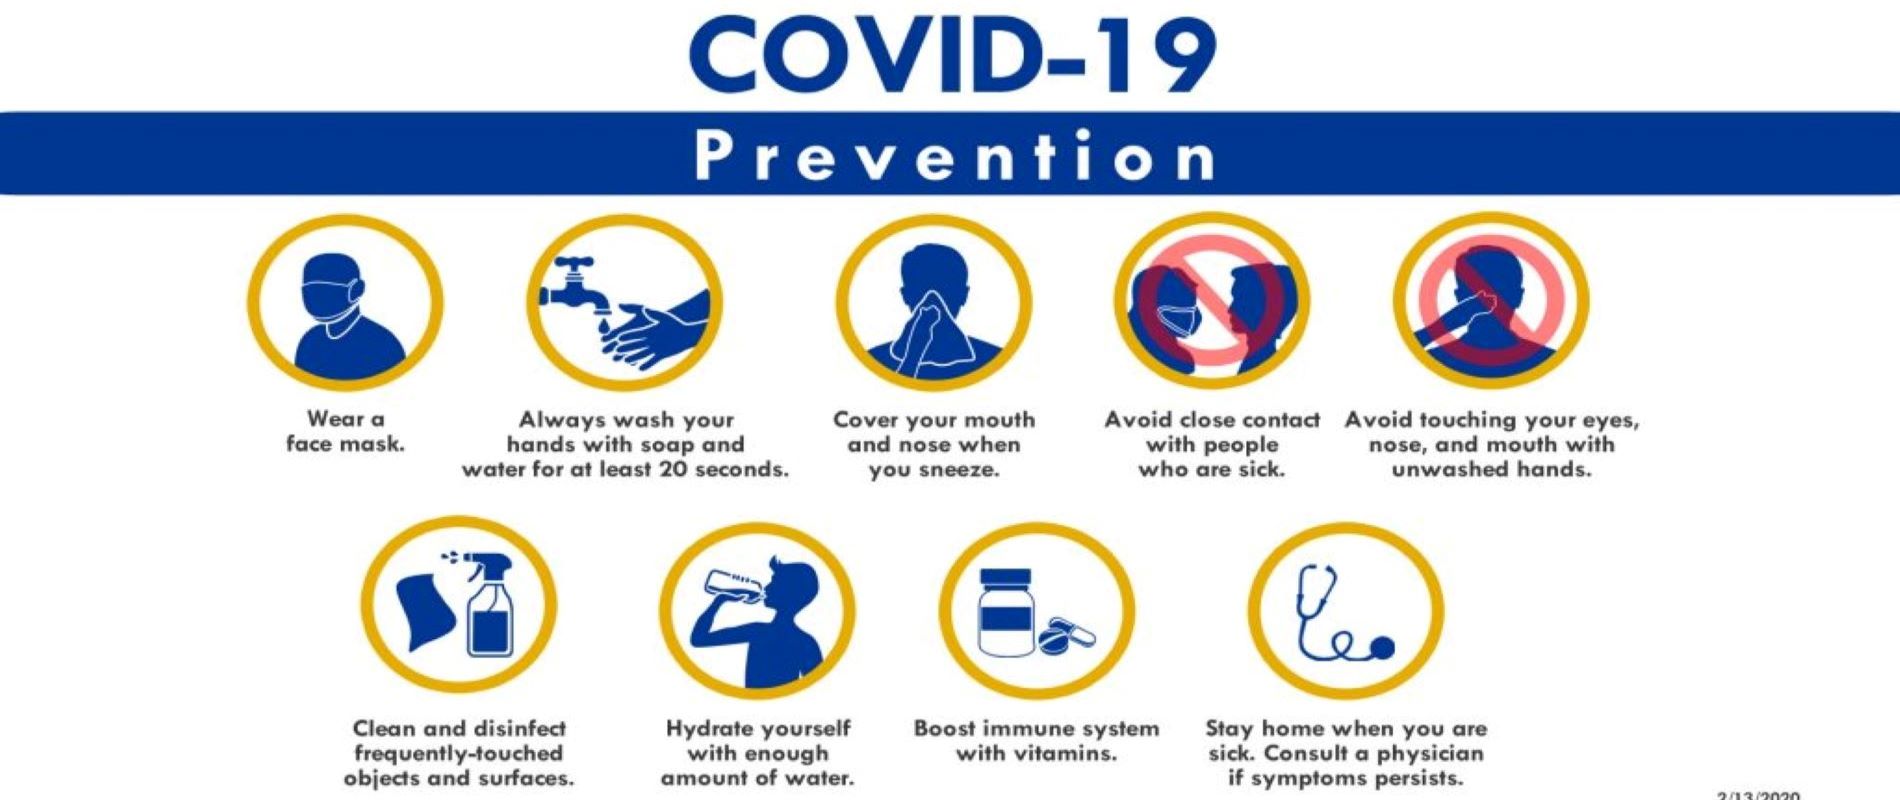 COVID-19
Prevention
Wear a
face mask.
Always wash your
hands with soap and
water for at least 20 seconds.
Cover your mouth
and nose when
you sneeze.
Avoid close contact
with people
who are sick.
Avoid touching your eyes,
nose, and mouth with
unwashed hands.
Clean and disinfect
frequently-touched
objects and surfaces.
Hydrate yourself
with enough
amount of water.
Boost immune system
with vitamins.
Stay home when you are
sick. Consult a physician
if symptoms persists.
2/13/2020